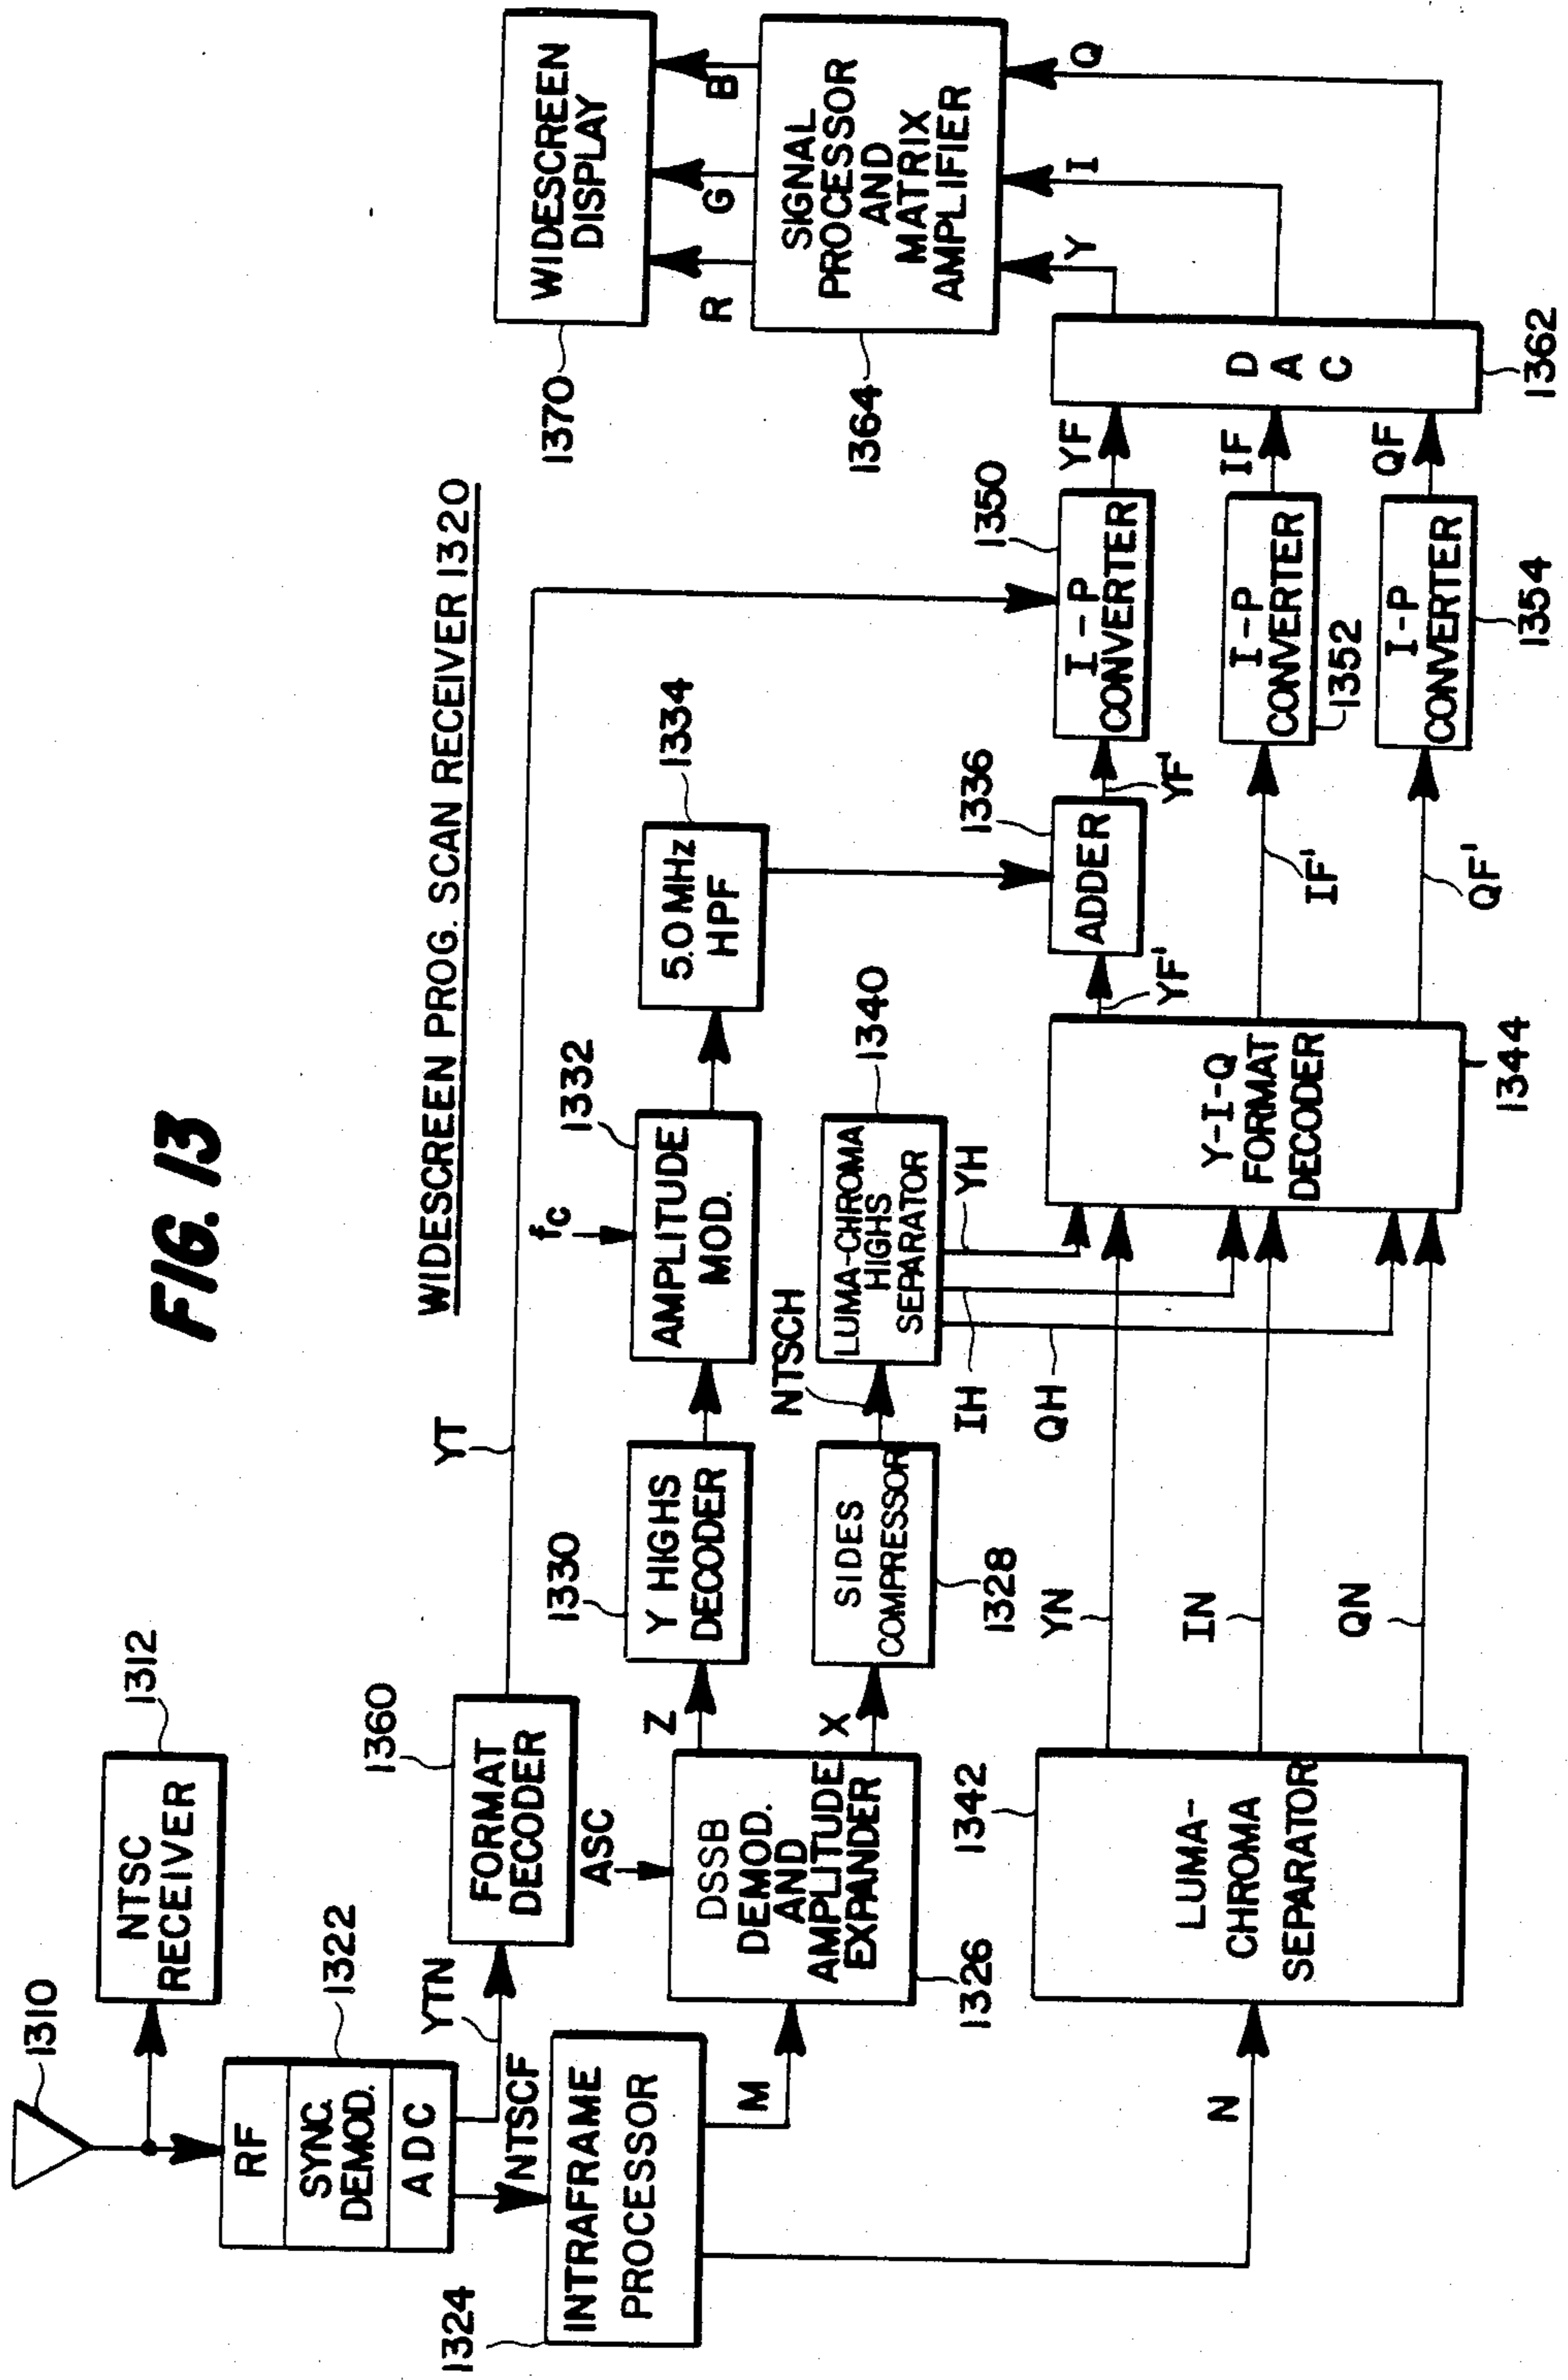 FIG. 13
WIDESCREEN PROG. SCAN RECEIVER 1320
1310
1312
NTSC
RECEIVER
1322
RF
SYNC.
DEMOD.
ADC
YTN
NTSCF
1324
INTRAFRAME
PROCESSOR
M
N
1360
FORMAT
DECODER
YT
ASC
DSSB
DEMOD.
AND
AMPLITUDE
EXPANDER
1326
Z
X
1330
Y HIGHS
DECODER
SIDES
COMPRESSOR
1328
NTSCH
fc
1332
AMPLITUDE
MOD.
1334
5.0 MHz
HPF
1340
LUMA-CHROMA
HIGHS
SEPARATOR
YH
IH
QH
1342
LUMA-
CHROMA
SEPARATOR
YN
IN
QN
Y-I-Q
FORMAT
DECODER
1344
YF'
IF'
QF'
1336
ADDER
YF'
1350
I-P
CONVERTER
I-P
CONVERTER
1352
I-P
CONVERTER
1354
YF
IF
QF
DAC
1362
Y
I
Q
1364
SIGNAL
PROCESSOR
AND
MATRIX
AMPLIFIER
R
G
B
1370
WIDESCREEN
DISPLAY